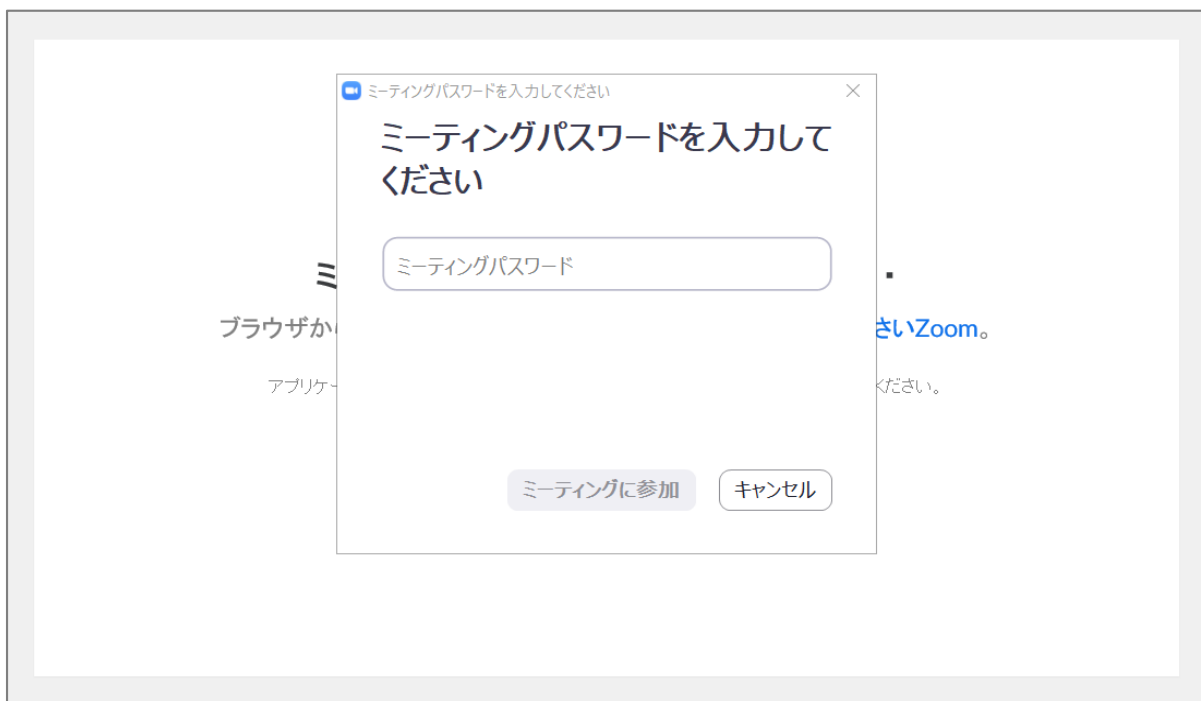 ミーティングパスワードを入力してください
ミーティングパスワードを入力して
ください
ミーティングパスワード
ブラウザか
さいZoom。
アプリケー
ください。
ミーティングに参加
キャンセル